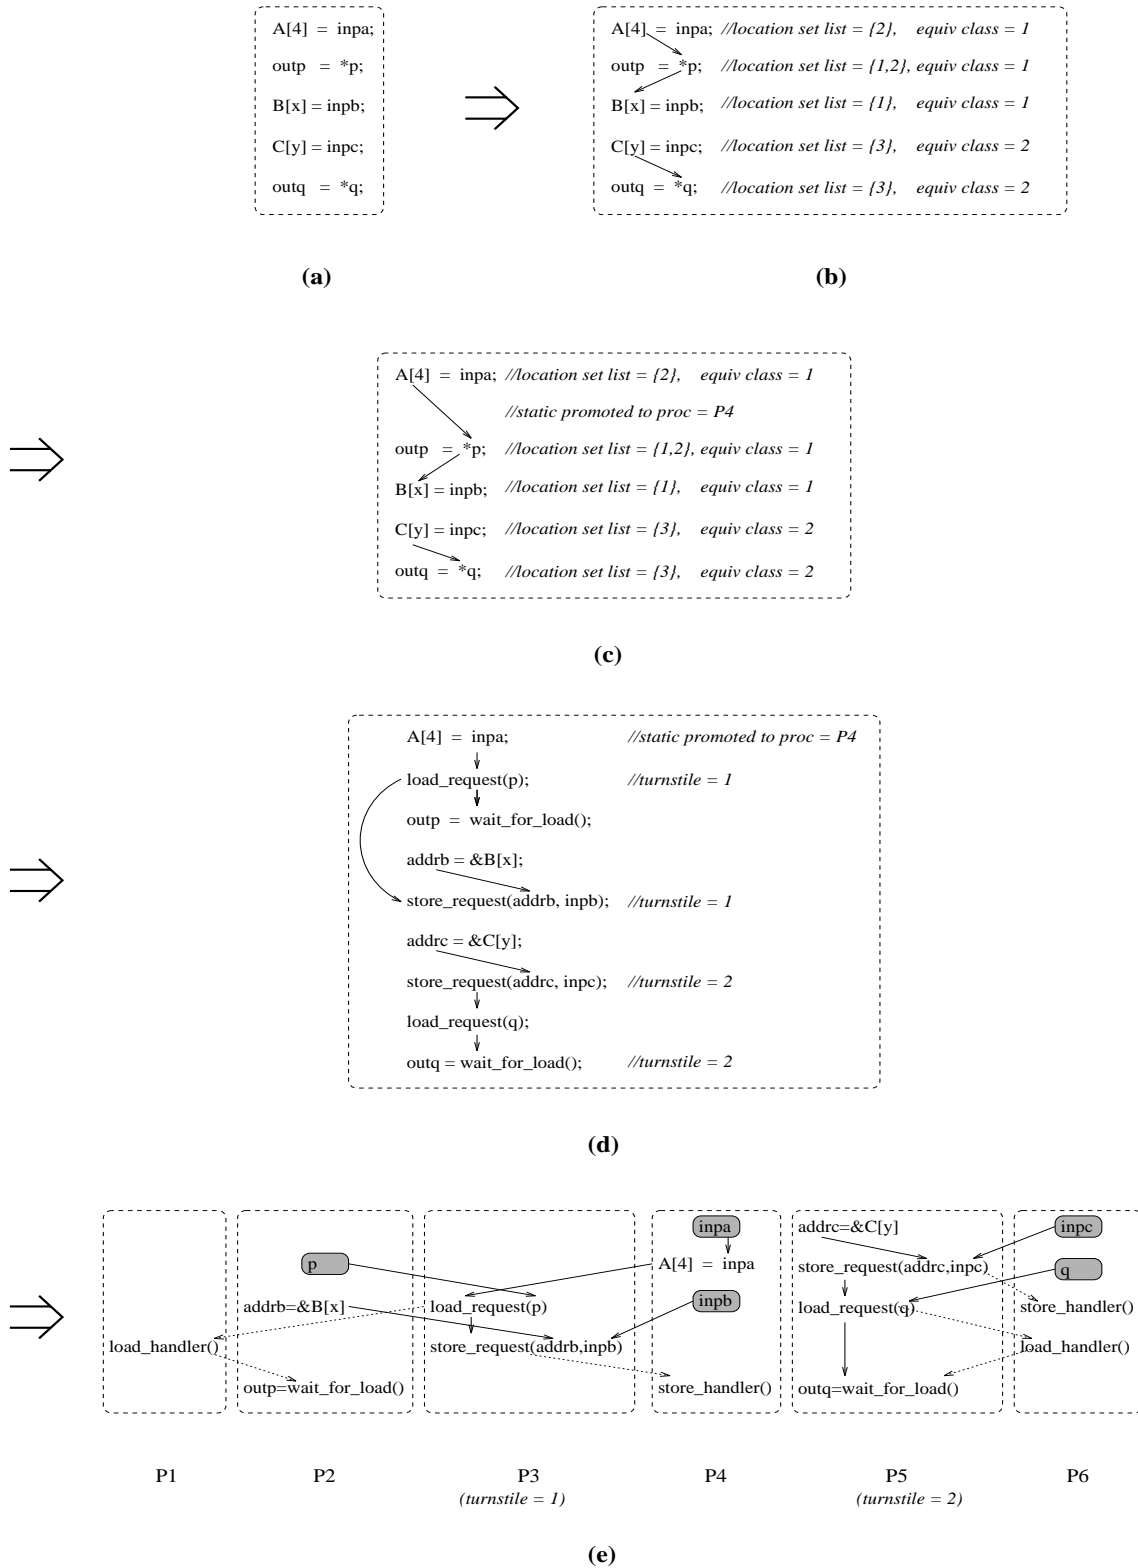 A[4] = inpa;
outp = *p;
B[x] = inpb;
C[y] = inpc;
outq = *q;
(a)
A[4] = inpa; //location set list = {2}, equiv class = 1
outp = *p; //location set list = {1,2}, equiv class = 1
B[x] = inpb; //location set list = {1}, equiv class = 1
C[y] = inpc; //location set list = {3}, equiv class = 2
outq = *q; //location set list = {3}, equiv class = 2
(b)
A[4] = inpa; //location set list = {2}, equiv class = 1
//static promoted to proc = P4
outp = *p; //location set list = {1,2}, equiv class = 1
B[x] = inpb; //location set list = {1}, equiv class = 1
C[y] = inpc; //location set list = {3}, equiv class = 2
outq = *q; //location set list = {3}, equiv class = 2
(c)
A[4] = inpa; //static promoted to proc = P4
load_request(p); //turnstile = 1
outp = wait_for_load();
addrb = &B[x];
store_request(addrb, inpb); //turnstile = 1
addrc = &C[y];
store_request(addrc, inpc); //turnstile = 2
load_request(q);
outq = wait_for_load(); //turnstile = 2
(d)
load_handler()
P1
p
addrb=&B[x]
outp=wait_for_load()
P2
load_request(p)
store_request(addrb,inpb)
P3
(turnstile = 1)
inpa
A[4] = inpa
inpb
store_handler()
P4
addrc=&C[y]
store_request(addrc,inpc)
load_request(q)
outq=wait_for_load()
P5
(turnstile = 2)
inpc
q
store_handler()
load_handler()
P6
(e)